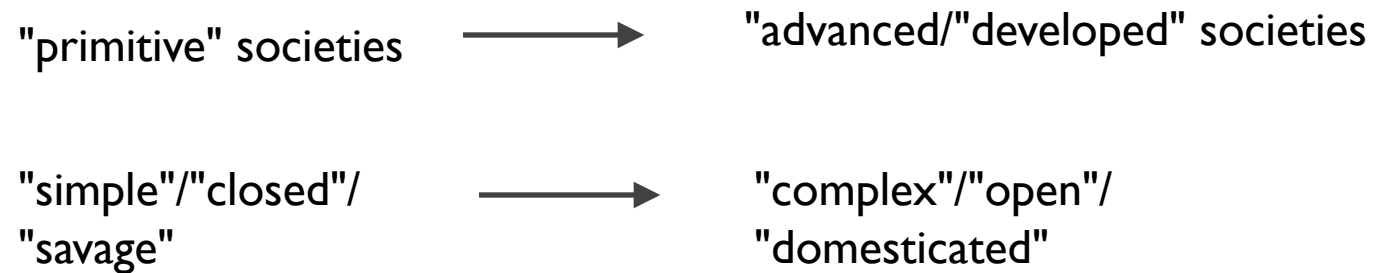 "primitive" societies
"advanced/"developed" societies
"simple"/"closed"/
"savage"
"complex"/"open"/
"domesticated"